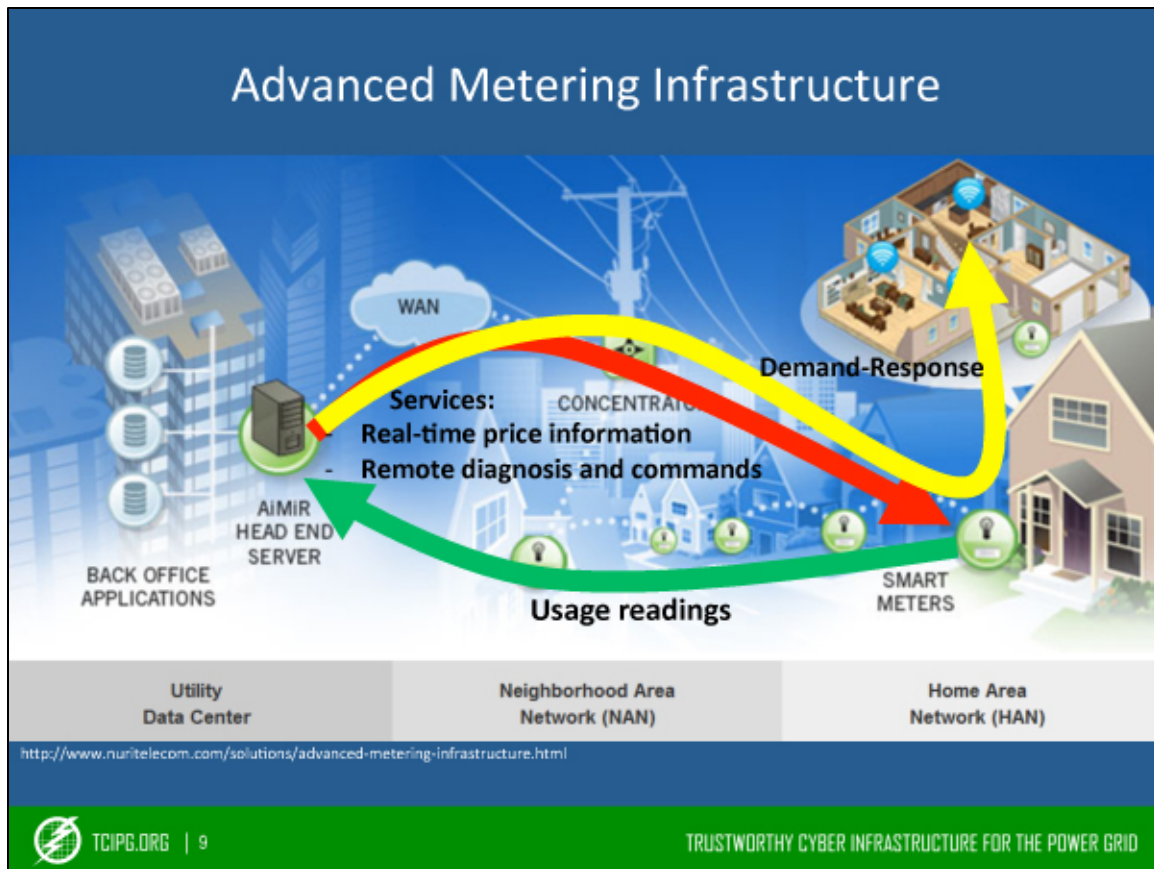 Advanced Metering Infrastructure
WAN
Demand-Response
Services:
CONCENTRATO
- Real-time price information
- Remote diagnosis and commands
AiMiR
HEAD END
SERVER
BACK OFFICE
APPLICATIONS
SMART
METERS
Usage readings
Utility
Data Center
Neighborhood Area
Network (NAN)
Home Area
Network (HAN)
http://www.nuritelecom.com/solutions/advanced-metering-infrastructure.html
TCIPG.ORG | 9
TRUSTWORTHY CYBER INFRASTRUCTURE FOR THE POWER GRID